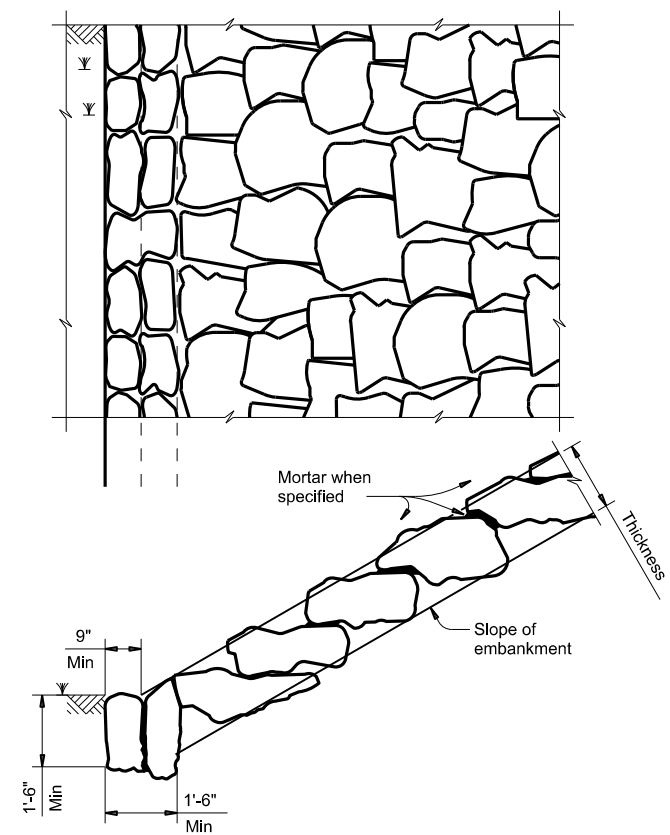 Mortar when
specified
Thickness
Slope of
embankment
9"
Min
1'-6"
Min
1'-6"
Min